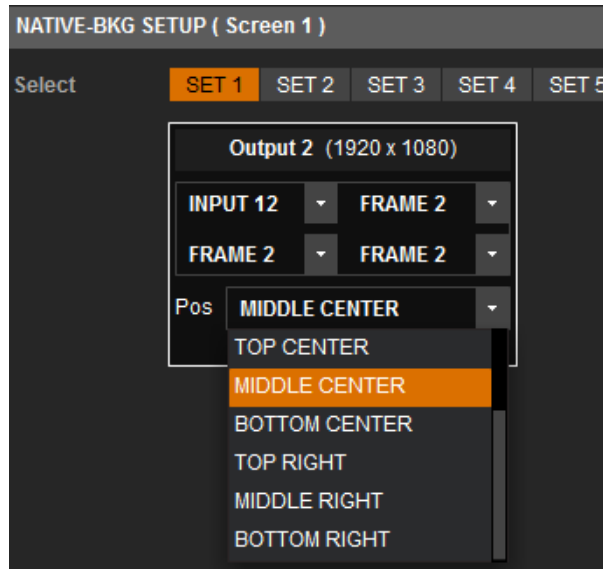 NATIVE-BKG SETUP ( Screen 1 )
Select SET 1 SET 2 SET 3 SET 4 SET 5
Output 2 (1920 x 1080)
INPUT 12 FRAME 2
FRAME 2 FRAME 2
Pos MIDDLE CENTER
TOP CENTER
MIDDLE CENTER
BOTTOM CENTER
TOP RIGHT
MIDDLE RIGHT
BOTTOM RIGHT